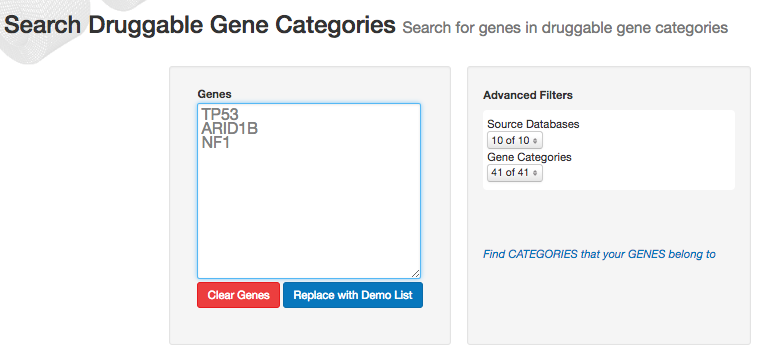 Search Druggable Gene Categories Search for genes in druggable gene categories
Genes
TP53
ARID1B
NF1
Clear Genes Replace with Demo List
Advanced Filters
Source Databases
10 of 10
Gene Categories
41 of 41
Find CATEGORIES that your GENES belong to